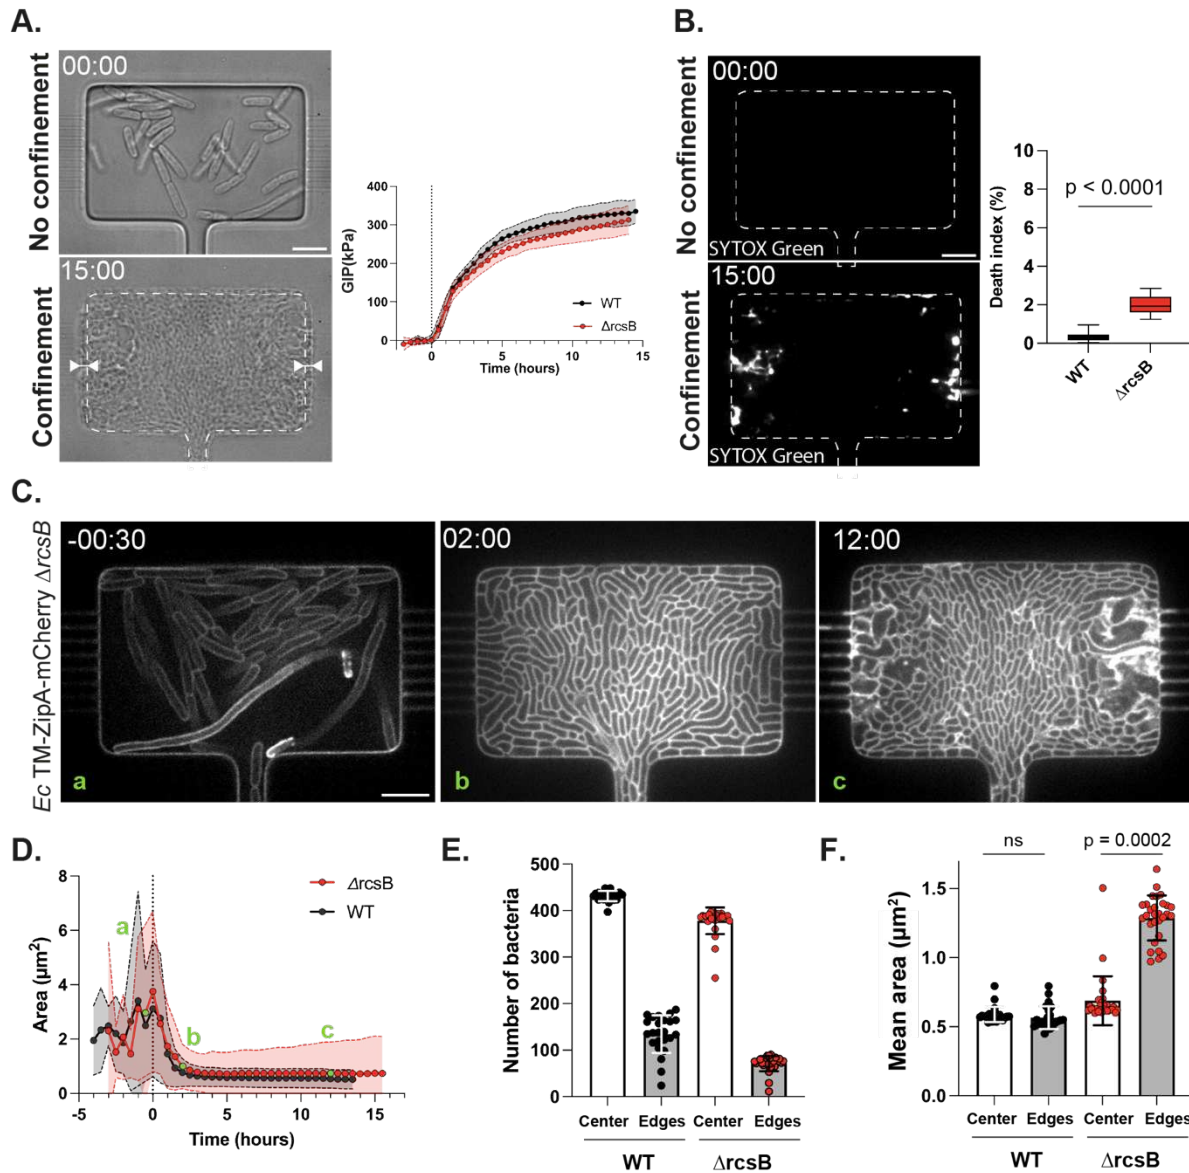 A.
No confinement
00:00
Confinement
15:00
GIP(kPa)
400
300
200
100
0
0
5
10
15
Time (hours)
WT
ΔrcsB
B.
No confinement
00:00
SYTOX Green
Confinement
15:00
SYTOX Green
Death index (%)
10
8
6
4
2
0
p < 0.0001
WT
ΔrcsB
C.
Ec TM-ZipA-mCherry ΔrcsB
-00:30
a
02:00
b
12:00
c
D.
Area (µm²)
8
6
4
2
0
-5
0
5
10
15
Time (hours)
ΔrcsB
WT
a
b
c
E.
Number of bacteria
500
400
300
200
100
0
Center Edges Center Edges
WT ΔrcsB
F.
Mean area (µm²)
1.5
1.0
0.5
0.0
ns
p = 0.0002
Center Edges Center Edges
WT ΔrcsB